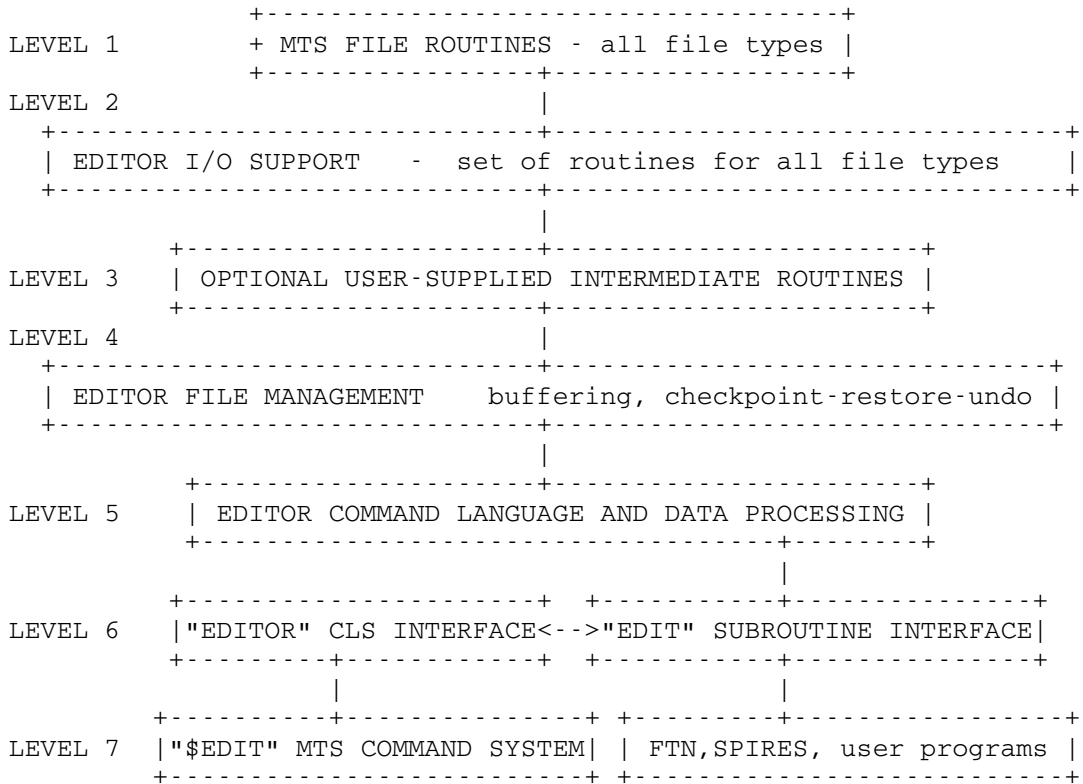 LEVEL 1 + MTS FILE ROUTINES - all file types |
LEVEL 2
| EDITOR I/O SUPPORT - set of routines for all file types |
LEVEL 3 | OPTIONAL USER-SUPPLIED INTERMEDIATE ROUTINES |
LEVEL 4
| EDITOR FILE MANAGEMENT buffering, checkpoint-restore-undo |
LEVEL 5 | EDITOR COMMAND LANGUAGE AND DATA PROCESSING |
LEVEL 6 |"EDITOR" CLS INTERFACE<-->"EDIT" SUBROUTINE INTERFACE|
LEVEL 7 |"$EDIT" MTS COMMAND SYSTEM| | FTN,SPIRES, user programs |